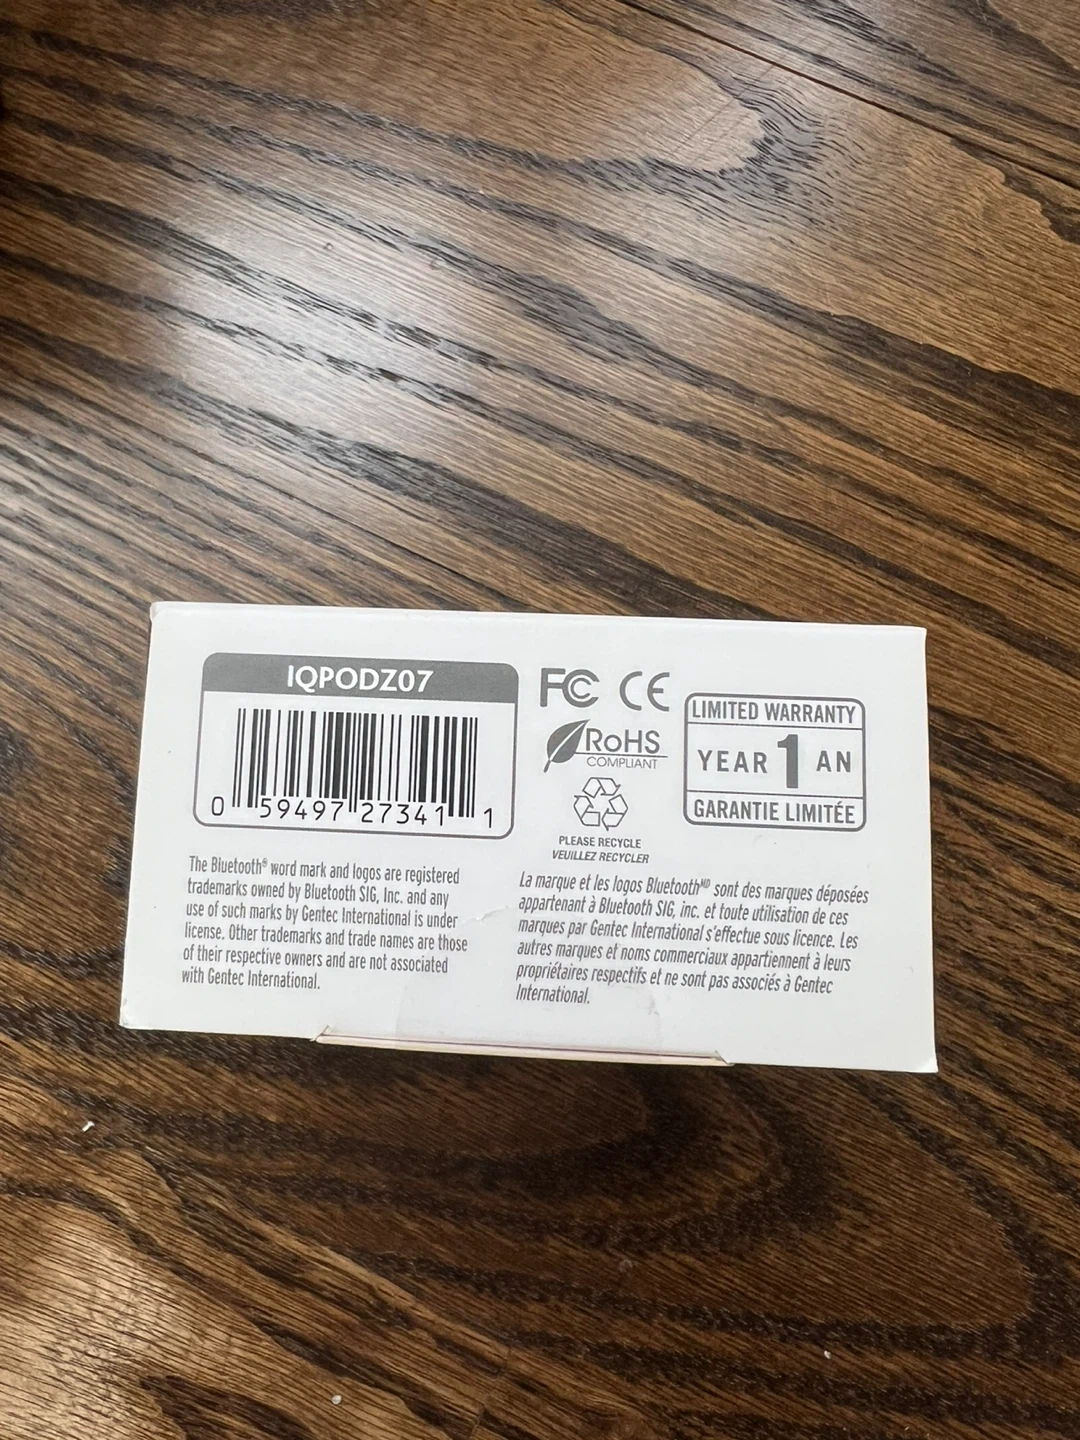 IQPODZ07
0 59497 27341 1
FC CE
RoHS
COMPLIANT
PLEASE RECYCLE
VEUILLEZ RECYCLER
LIMITED WARRANTY
YEAR 1 AN
GARANTIE LIMITÉE
The Bluetooth® word mark and logos are registered
trademarks owned by Bluetooth SIG, Inc. and any
use of such marks by Gentec International is under
license. Other trademarks and trade names are those
of their respective owners and are not associated
with Gentec International.
La marque et les logos Bluetooth MD sont des marques déposées
appartenant à Bluetooth SIG, inc. et toute utilisation de ces
marques par Gentec International s'effectue sous licence. Les
autres marques et noms commerciaux appartiennent à leurs
propriétaires respectifs et ne sont pas associés à Gentec
International.